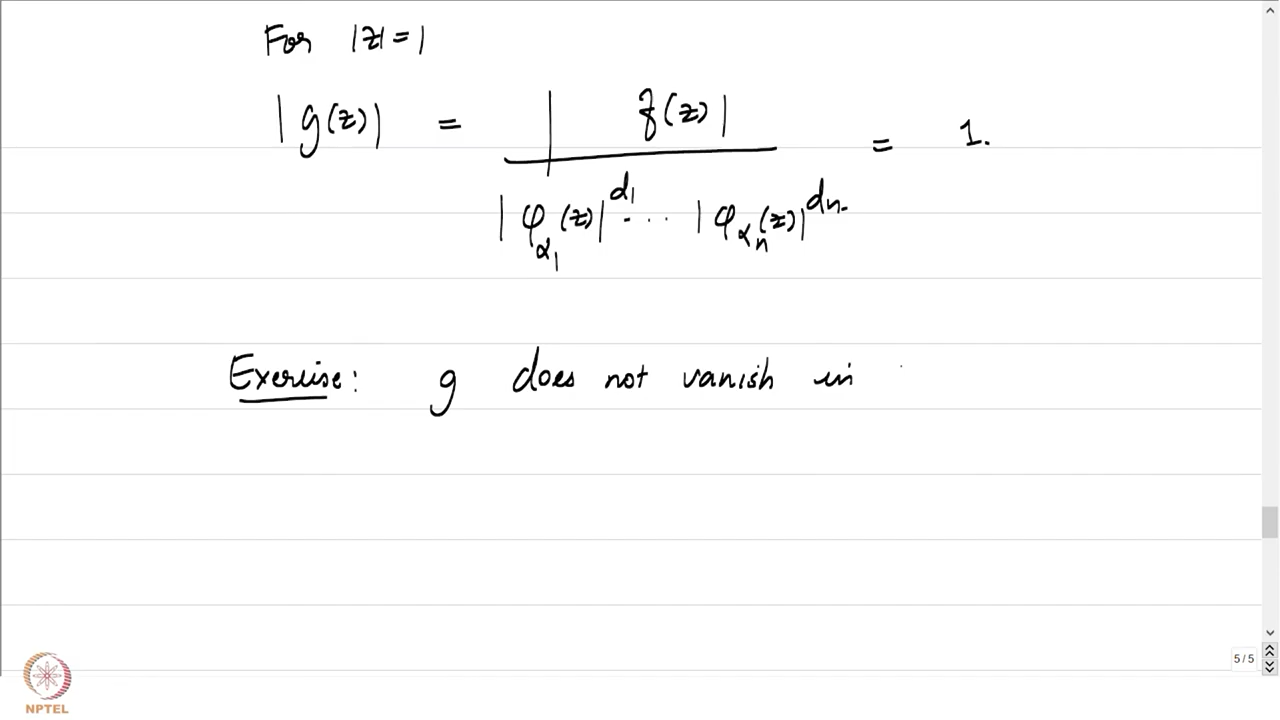 For |z| = 1
|g(z)| = |f(z)| / |φ_{α_1}(z)|^{d_1} ... |φ_{α_n}(z)|^{d_n}. = 1.
Exercise: g does not vanish in
5 / 5
NPTEL